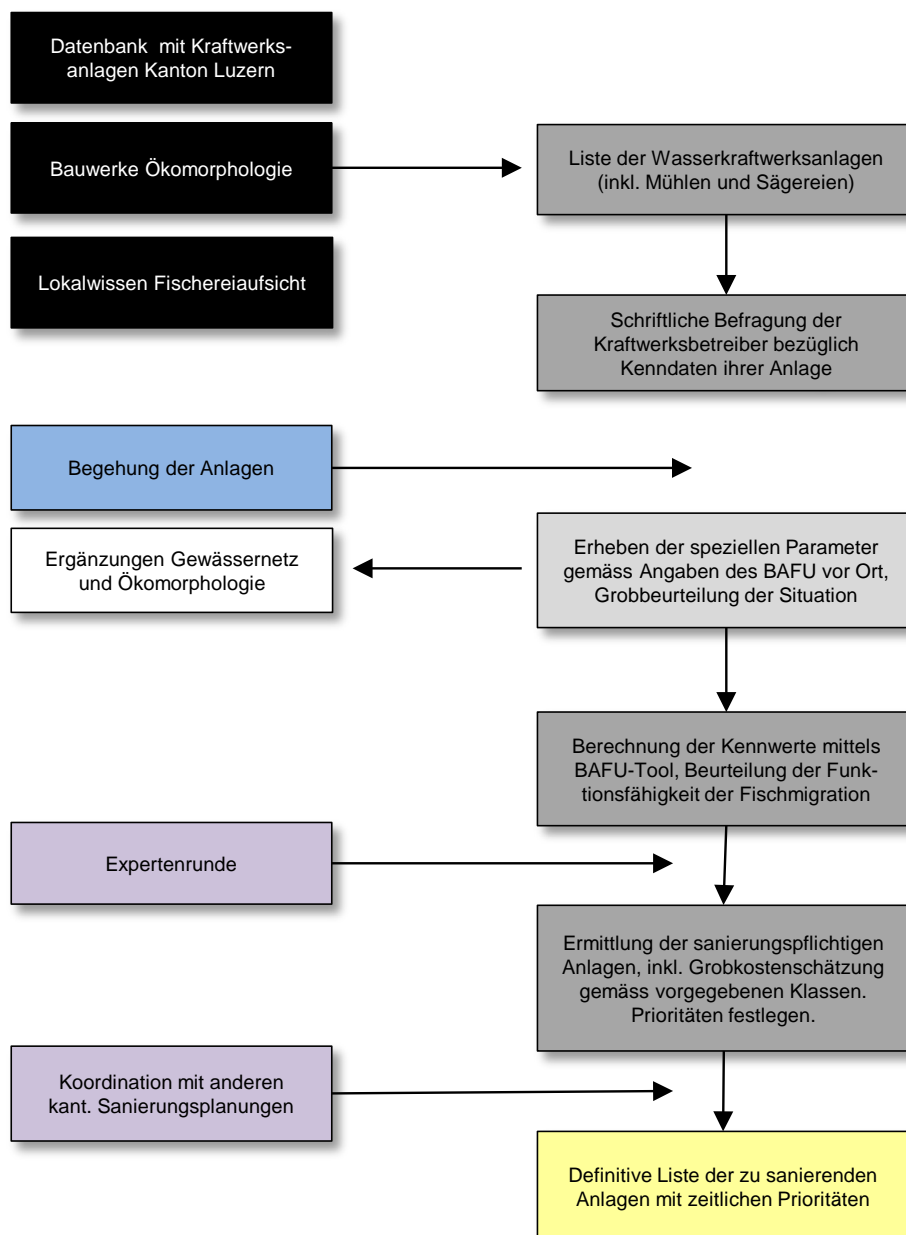 Datenbank mit Kraftwerks-
anlagen Kanton Luzern
Bauwerke Ökomorphologie
Liste der Wasserkraftwerksanlagen
(inkl. Mühlen und Sägereien)
Lokalwissen Fischereiaufsicht
Schriftliche Befragung der
Kraftwerksbetreiber bezüglich
Kenndaten ihrer Anlage
Begehung der Anlagen
Ergänzungen Gewässernetz
und Ökomorphologie
Erheben der speziellen Parameter
gemäss Angaben des BAFU vor Ort,
Grobbeurteilung der Situation
Berechnung der Kennwerte mittels
BAFU-Tool, Beurteilung der Funk-
tionsfähigkeit der Fischmigration
Expertenrunde
Ermittlung der sanierungspflichtigen
Anlagen, inkl. Grobkostenschätzung
gemäss vorgegebenen Klassen.
Prioritäten festlegen.
Koordination mit anderen
kant. Sanierungsplanungen
Definitive Liste der zu sanierenden
Anlagen mit zeitlichen Prioritäten